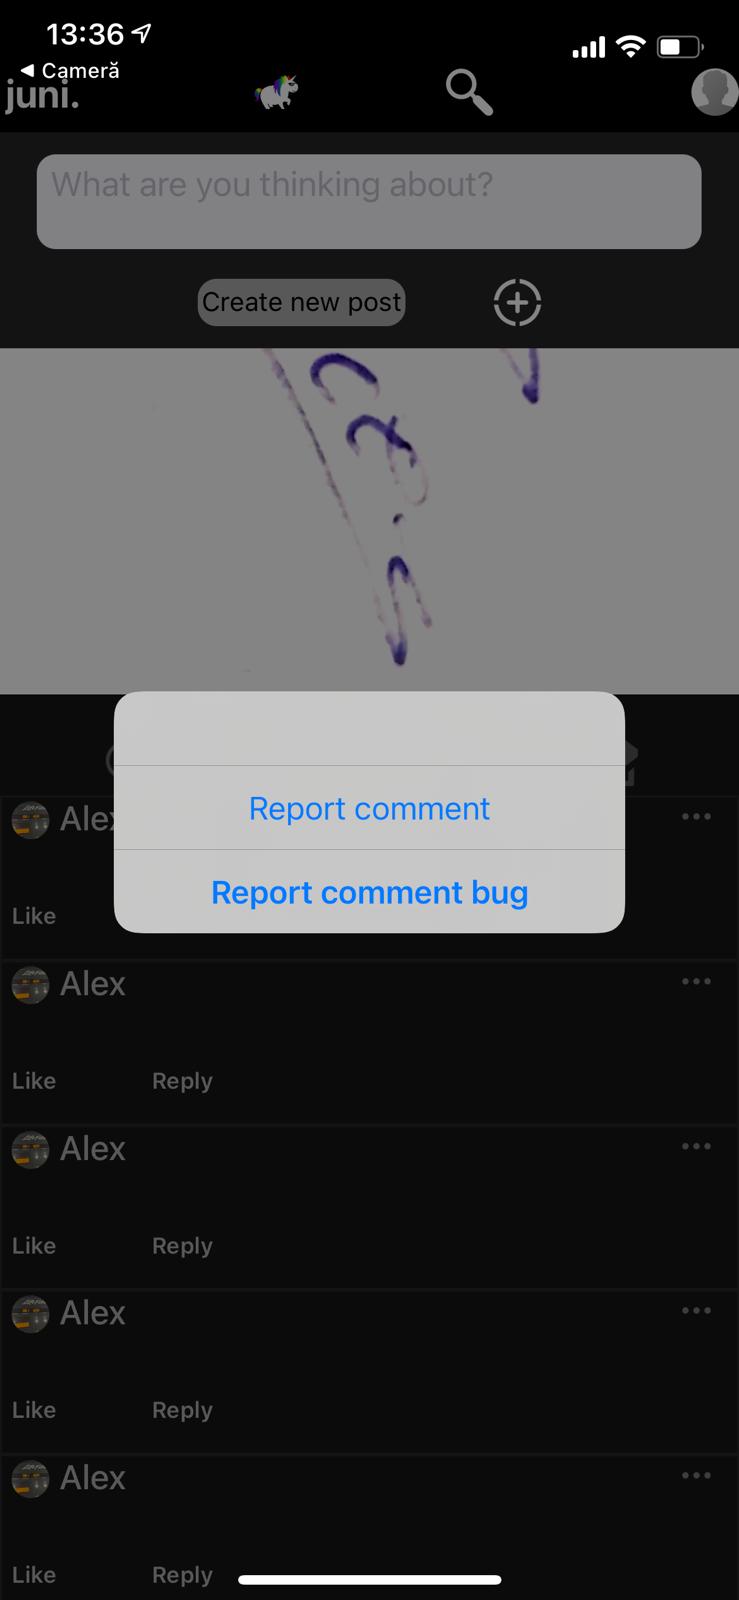 13:36
◀ Cameră
juni.
What are you thinking about?
Create new post
Report comment
Report comment bug
Alex
Like
Alex
Like Reply
Alex
Like Reply
Alex
Like Reply
Alex
Like Reply